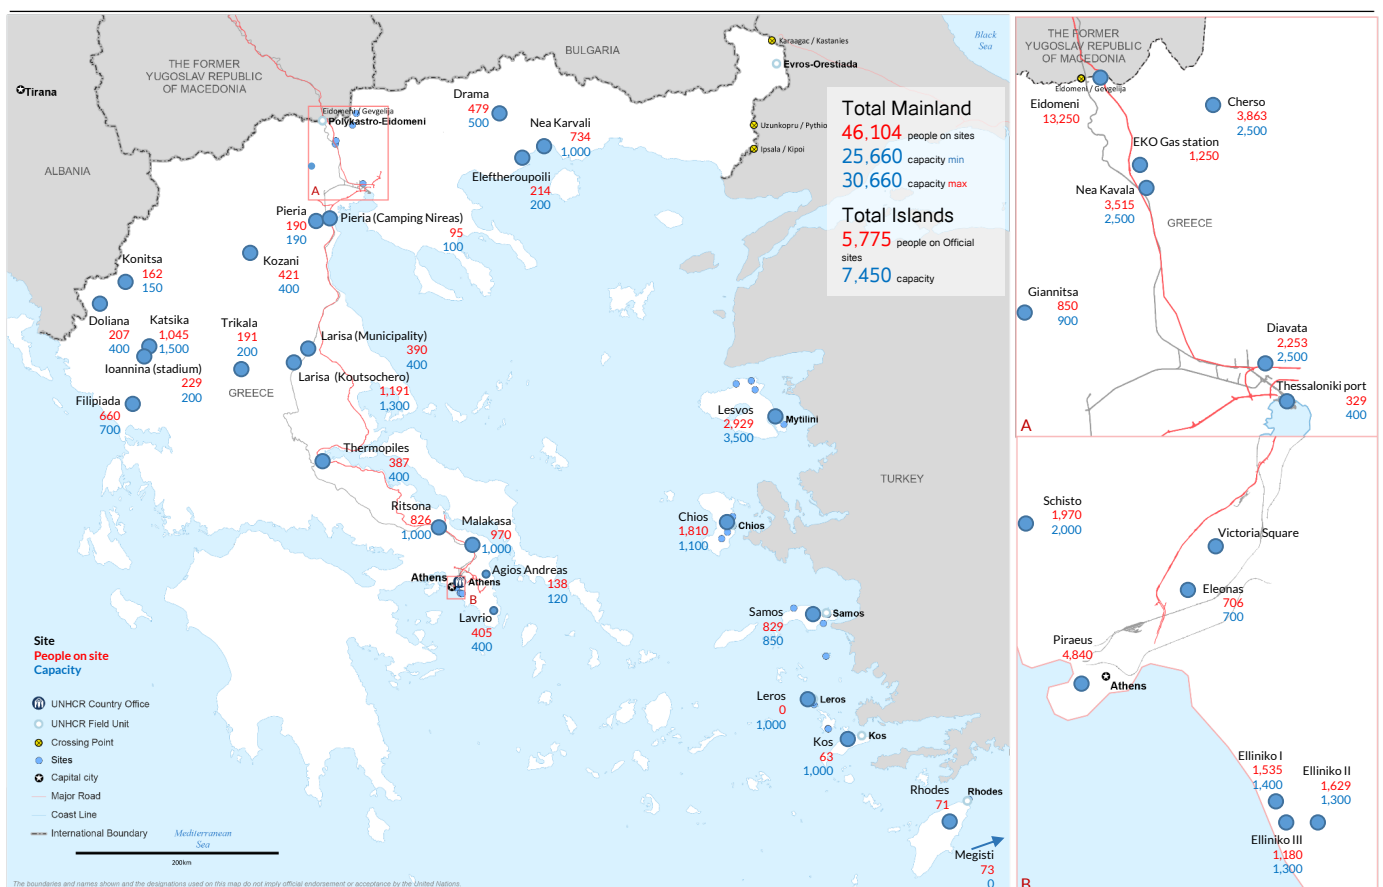 BULGARIA
THE FORMER
YUGOSLAV REPUBLIC
OF MACEDONIA
Tirana
ALBANIA
Black
Sea
Karaagac / Kastanies
Evros-Orestiada
Uzunkopru / Pythio
Ipsala / Kipoi
Eidomeni / Gevgelija
Polykastro-Eidomeni
A
Drama
479
500
Nea Karvali
734
1,000
Eleftheroupoili
214
200
Total Mainland
46,104 people on sites
25,660 capacity min
30,660 capacity max
Total Islands
5,775 people on Official
sites
7,450 capacity
Pieria
190
190
Pieria (Camping Nireas)
95
100
Kozani
421
400
Konitsa
162
150
Doliana
207
400
Katsika
1,045
1,500
Ioannina (stadium)
229
200
Trikala
191
200
GREECE
Filipiada
660
700
Larisa (Municipality)
390
400
Larisa (Koutsochero)
1,191
1,300
Thermopiles
387
400
Ritsona
826
1,000
Malakasa
970
1,000
Agios Andreas
138
120
Athens
Athens
B
Lavrio
405
400
Lesvos
2,929
3,500
Mytilini
TURKEY
Chios
1,810
1,100
Chios
Samos
829
850
Samos
Leros
0
1,000
Leros
Kos
63
1,000
Kos
Rhodes
71
Rhodes
Megisti
73
0
Site
People on site
Capacity
UNHCR Country Office
UNHCR Field Unit
Crossing Point
Sites
Capital city
Major Road
Coast Line
International Boundary
Mediterranean
Sea
200km
The boundaries and names shown and the designations used on this map do not imply official endorsement or acceptance by the United Nations.
THE FORMER
YUGOSLAV REPUBLIC
OF MACEDONIA
Eidomeni / Gevgelija
Eidomeni
13,250
Cherso
3,863
2,500
EKO Gas station
1,250
Nea Kavala
3,515
2,500
GREECE
Giannitsa
850
900
Diavata
2,253
2,500
Thessaloniki port
329
400
A
Schisto
1,970
2,000
Victoria Square
Eleonas
706
700
Piraeus
4,840
Athens
Elliniko I
1,535
1,400
Elliniko II
1,629
1,300
Elliniko III
1,180
1,300
B